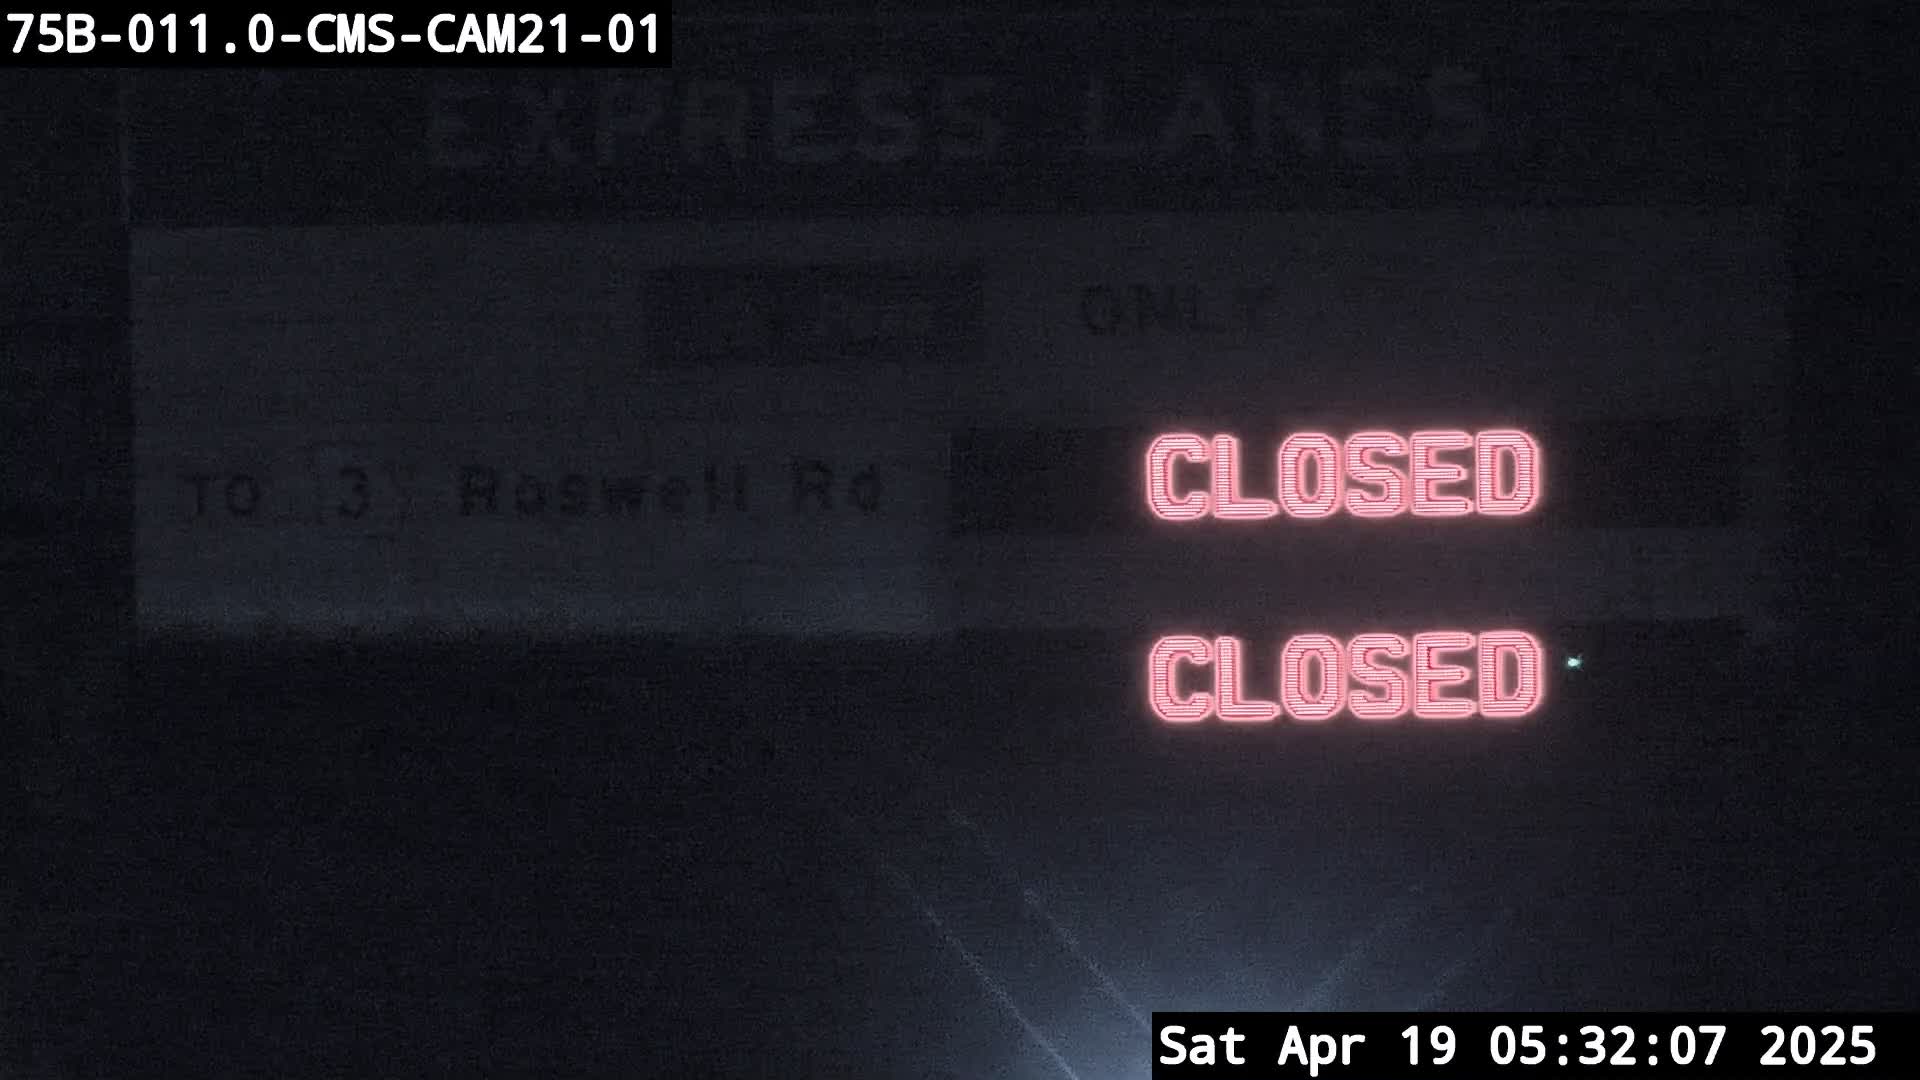 75B-011.0-CMS-CAM21-01
EXPRESS LANES
ONLY
TO 3 Roswell Rd
CLOSED
CLOSED
Sat Apr 19 05:32:07 2025